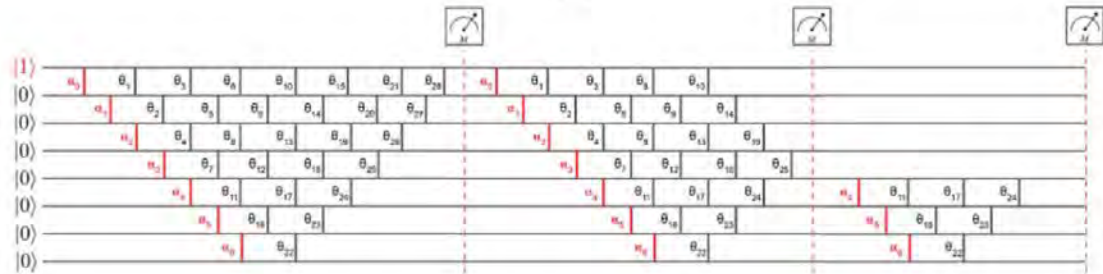 M M M
|1⟩
α₀ θ₁ θ₃ θ₆ θ₁₀ θ₁₅ θ₂₁ θ₂₈ α₀ θ₁ θ₃ θ₆ θ₁₀
|0⟩
α₁ θ₂ θ₅ θ₉ θ₁₄ θ₂₀ θ₂₇ α₁ θ₂ θ₅ θ₉ θ₁₄
|0⟩
α₂ θ₄ θ₈ θ₁₃ θ₁₉ θ₂₆ α₂ θ₄ θ₈ θ₁₃ θ₁₉
|0⟩
α₃ θ₇ θ₁₂ θ₁₈ θ₂₅ α₃ θ₇ θ₁₂ θ₁₈ θ₂₅
|0⟩
α₄ θ₁₁ θ₁₇ θ₂₄ α₄ θ₁₁ θ₁₇ θ₂₄ α₄ θ₁₁ θ₁₇ θ₂₄
|0⟩
α₅ θ₁₆ θ₂₃ α₅ θ₁₆ θ₂₃ α₅ θ₁₆ θ₂₃
|0⟩
α₆ θ₂₂ α₆ θ₂₂ α₆ θ₂₂
|0⟩